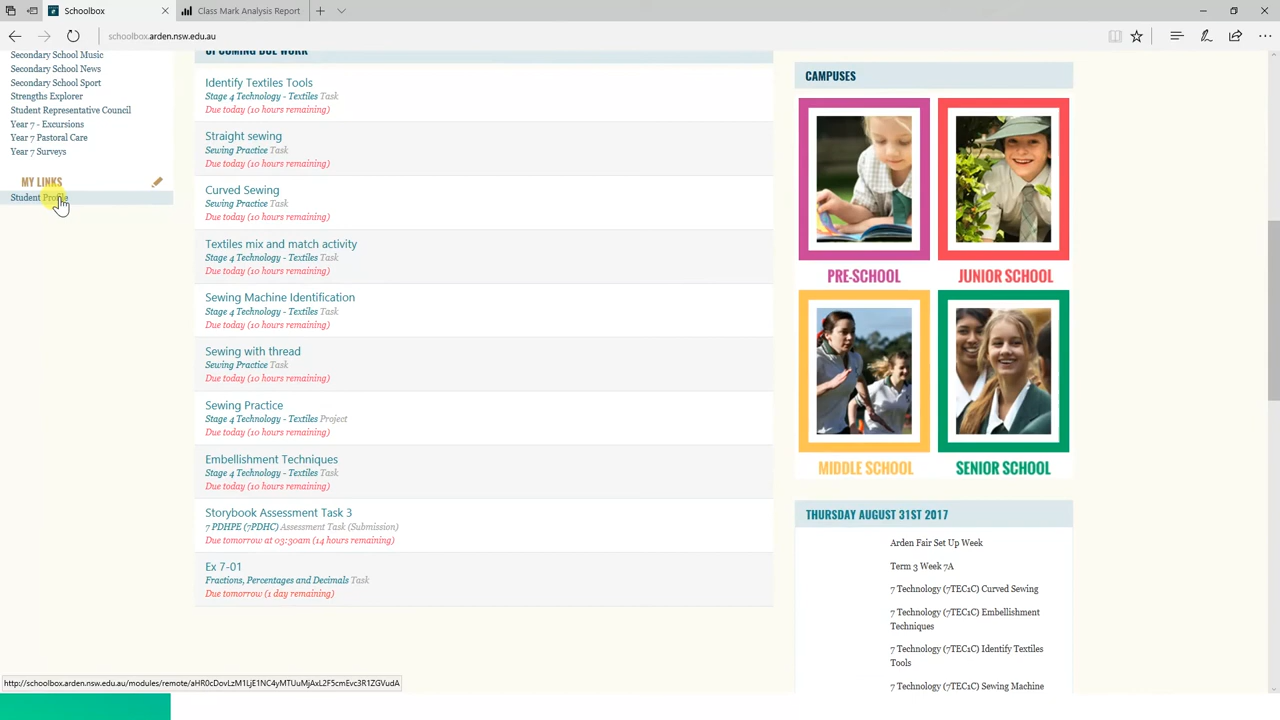 Schoolbox
Class Mark Analysis Report
schoolbox.arden.nsw.edu.au
Secondary School Music
Secondary School News
Secondary School Sport
Strengths Explorer
Student Representative Council
Year 7 - Excursions
Year 7 Pastoral Care
Year 7 Surveys
MY LINKS
Student Profile
UPCOMING DUE WORK
Identify Textiles Tools
Stage 4 Technology - Textiles Task
Due today (10 hours remaining)
Straight sewing
Sewing Practice Task
Due today (10 hours remaining)
Curved Sewing
Sewing Practice Task
Due today (10 hours remaining)
Textiles mix and match activity
Stage 4 Technology - Textiles Task
Due today (10 hours remaining)
Sewing Machine Identification
Stage 4 Technology - Textiles Task
Due today (10 hours remaining)
Sewing with thread
Sewing Practice Task
Due today (10 hours remaining)
Sewing Practice
Stage 4 Technology - Textiles Project
Due today (10 hours remaining)
Embellishment Techniques
Stage 4 Technology - Textiles Task
Due today (10 hours remaining)
Storybook Assessment Task 3
7 PDHPE (7PDHC) Assessment Task (Submission)
Due tomorrow at 03:30am (14 hours remaining)
Ex 7-01
Fractions, Percentages and Decimals Task
Due tomorrow (1 day remaining)
CAMPUSES
PRE-SCHOOL
JUNIOR SCHOOL
MIDDLE SCHOOL
SENIOR SCHOOL
THURSDAY AUGUST 31ST 2017
Arden Fair Set Up Week
Term 3 Week 7A
7 Technology (7TEC1C) Curved Sewing
7 Technology (7TEC1C) Embellishment
Techniques
7 Technology (7TEC1C) Identify Textiles
Tools
7 Technology (7TEC1C) Sewing Machine